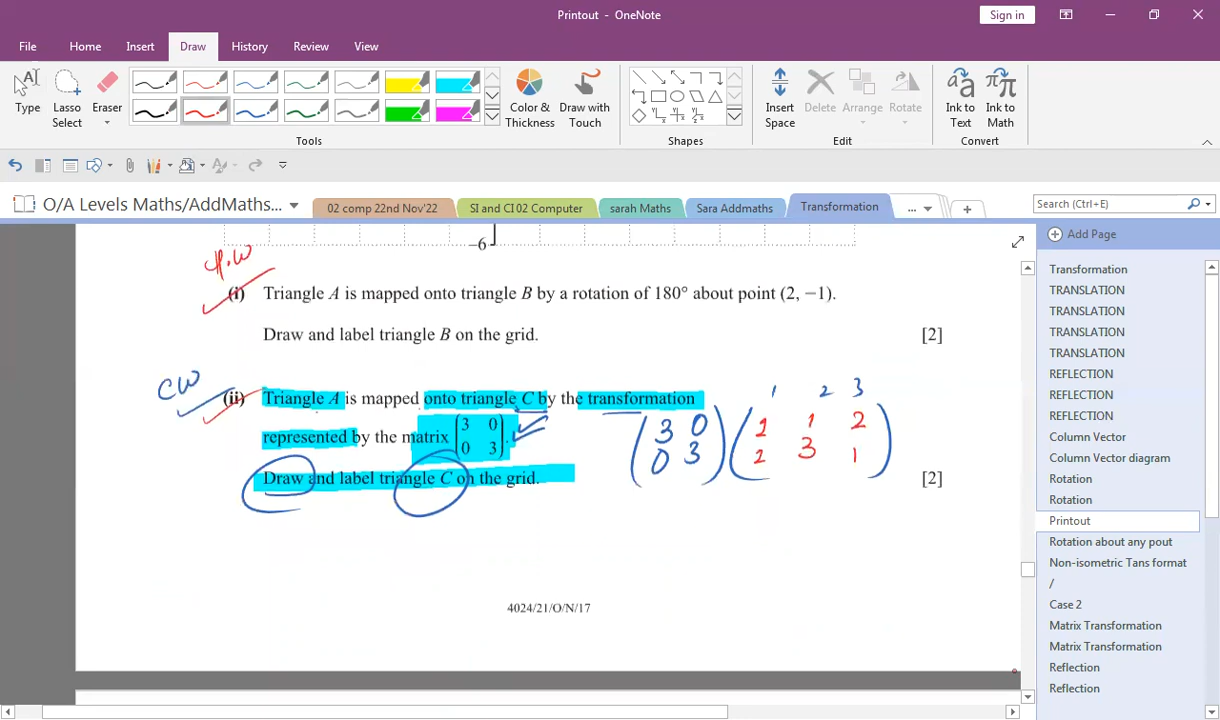 Printout - OneNote
Sign in
File Home Insert Draw History Review View
Type
Lasso Select
Eraser
Color & Thickness
Draw with Touch
Insert Space
Delete
Arrange
Rotate
Ink to Text
Ink to Math
Tools
Shapes
Edit
Convert
O/A Levels Maths/AddMaths...
02 comp 22nd Nov'22
SI and CI 02 Computer
sarah Maths
Sara Addmaths
Transformation
...
Search (Ctrl+E)
Add Page
Transformation
TRANSLATION
TRANSLATION
TRANSLATION
TRANSLATION
REFLECTION
REFLECTION
REFLECTION
Column Vector
Column Vector diagram
Rotation
Rotation
Printout
Rotation about any pout
Non-isometric Tans format
/
Case 2
Matrix Transformation
Matrix Transformation
Reflection
Reflection
-6
H.W
(i) Triangle A is mapped onto triangle B by a rotation of 180° about point (2, −1).
Draw and label triangle B on the grid. [2]
CW
(ii) Triangle A is mapped onto triangle C by the transformation
represented by the matrix (3 0
0 3).
Draw and label triangle C on the grid. [2]
1 2 3
(3 0 (1 1 2
0 3) 2 3 1)
4024/21/O/N/17